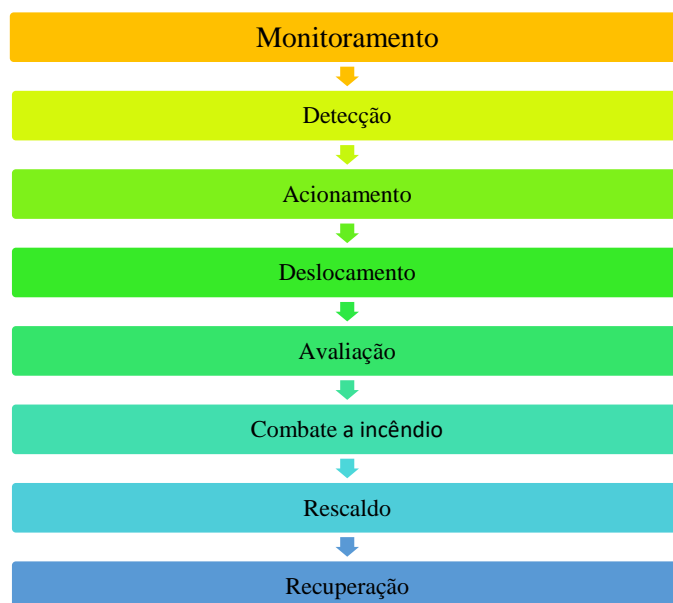 Monitoramento
Detecção
Acionamento
Deslocamento
Avaliação
Combate a incêndio
Rescaldo
Recuperação